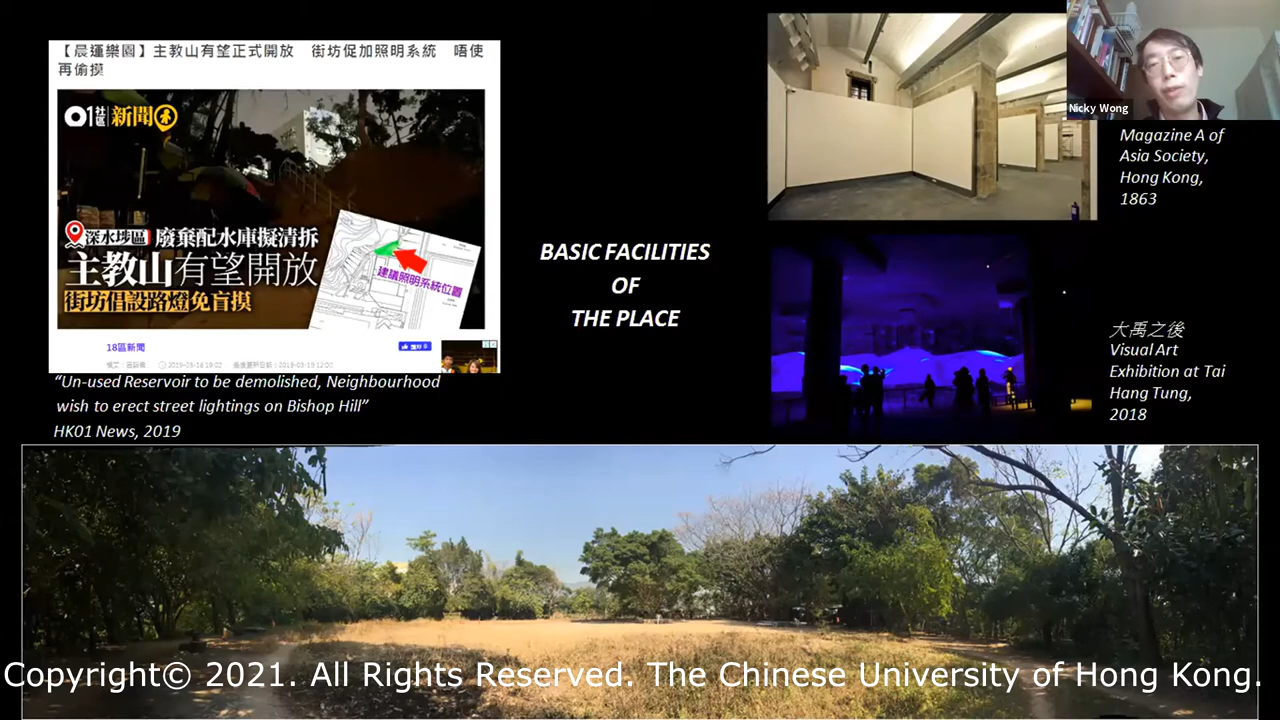 【晨運樂園】主教山有望正式開放　街坊促加照明系統　唔使
再偷摸
01社區 新聞
深水埗區 廢棄配水庫擬清拆
主教山有望開放
街坊倡設路燈免盲摸
建議照明系統位置
18區新聞
“Un-used Reservoir to be demolished, Neighbourhood
wish to erect street lightings on Bishop Hill”
HK01 News, 2019
BASIC FACILITIES
OF
THE PLACE
Nicky Wong
Magazine A of
Asia Society,
Hong Kong,
1863
大禹之後
Visual Art
Exhibition at Tai
Hang Tung,
2018
Copyright© 2021. All Rights Reserved. The Chinese University of Hong Kong.